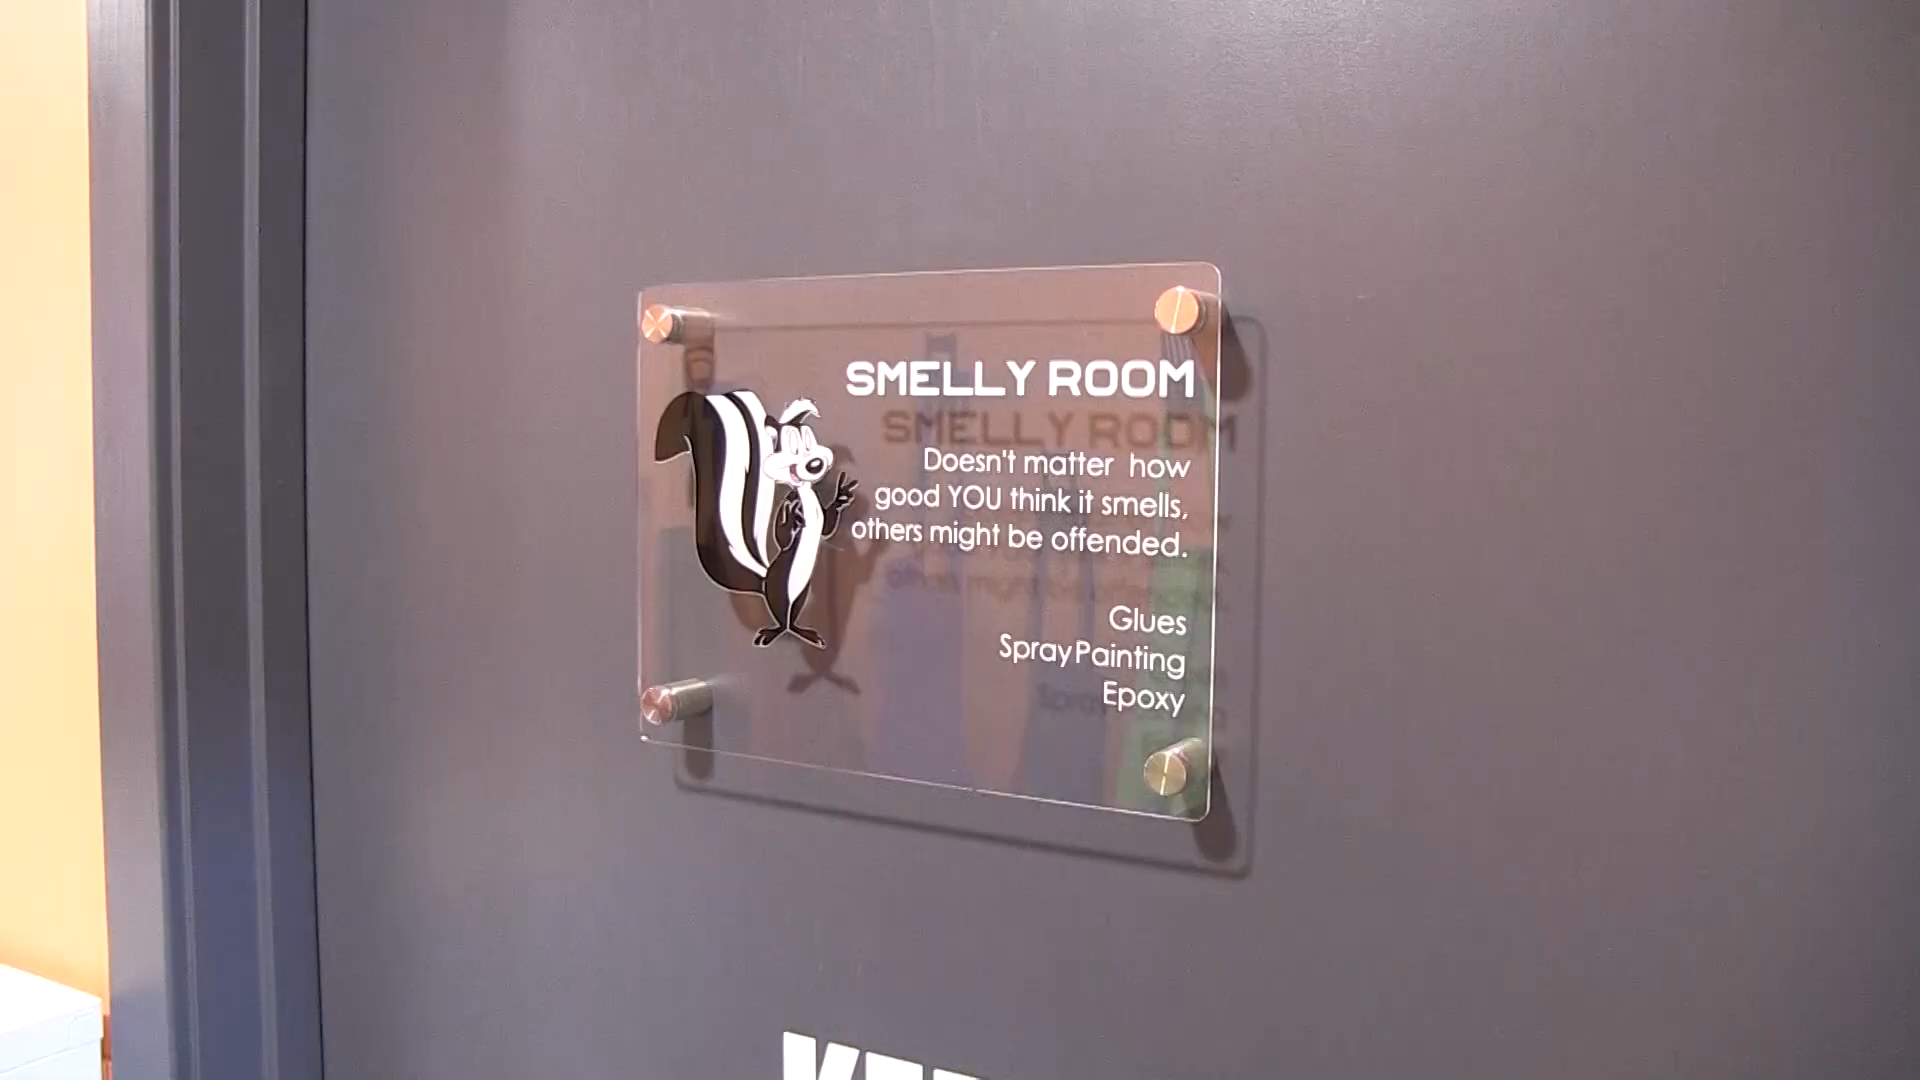 SMELLY ROOM
Doesn't matter how
good YOU think it smells,
others might be offended.
Glues
Spray Painting
Epoxy